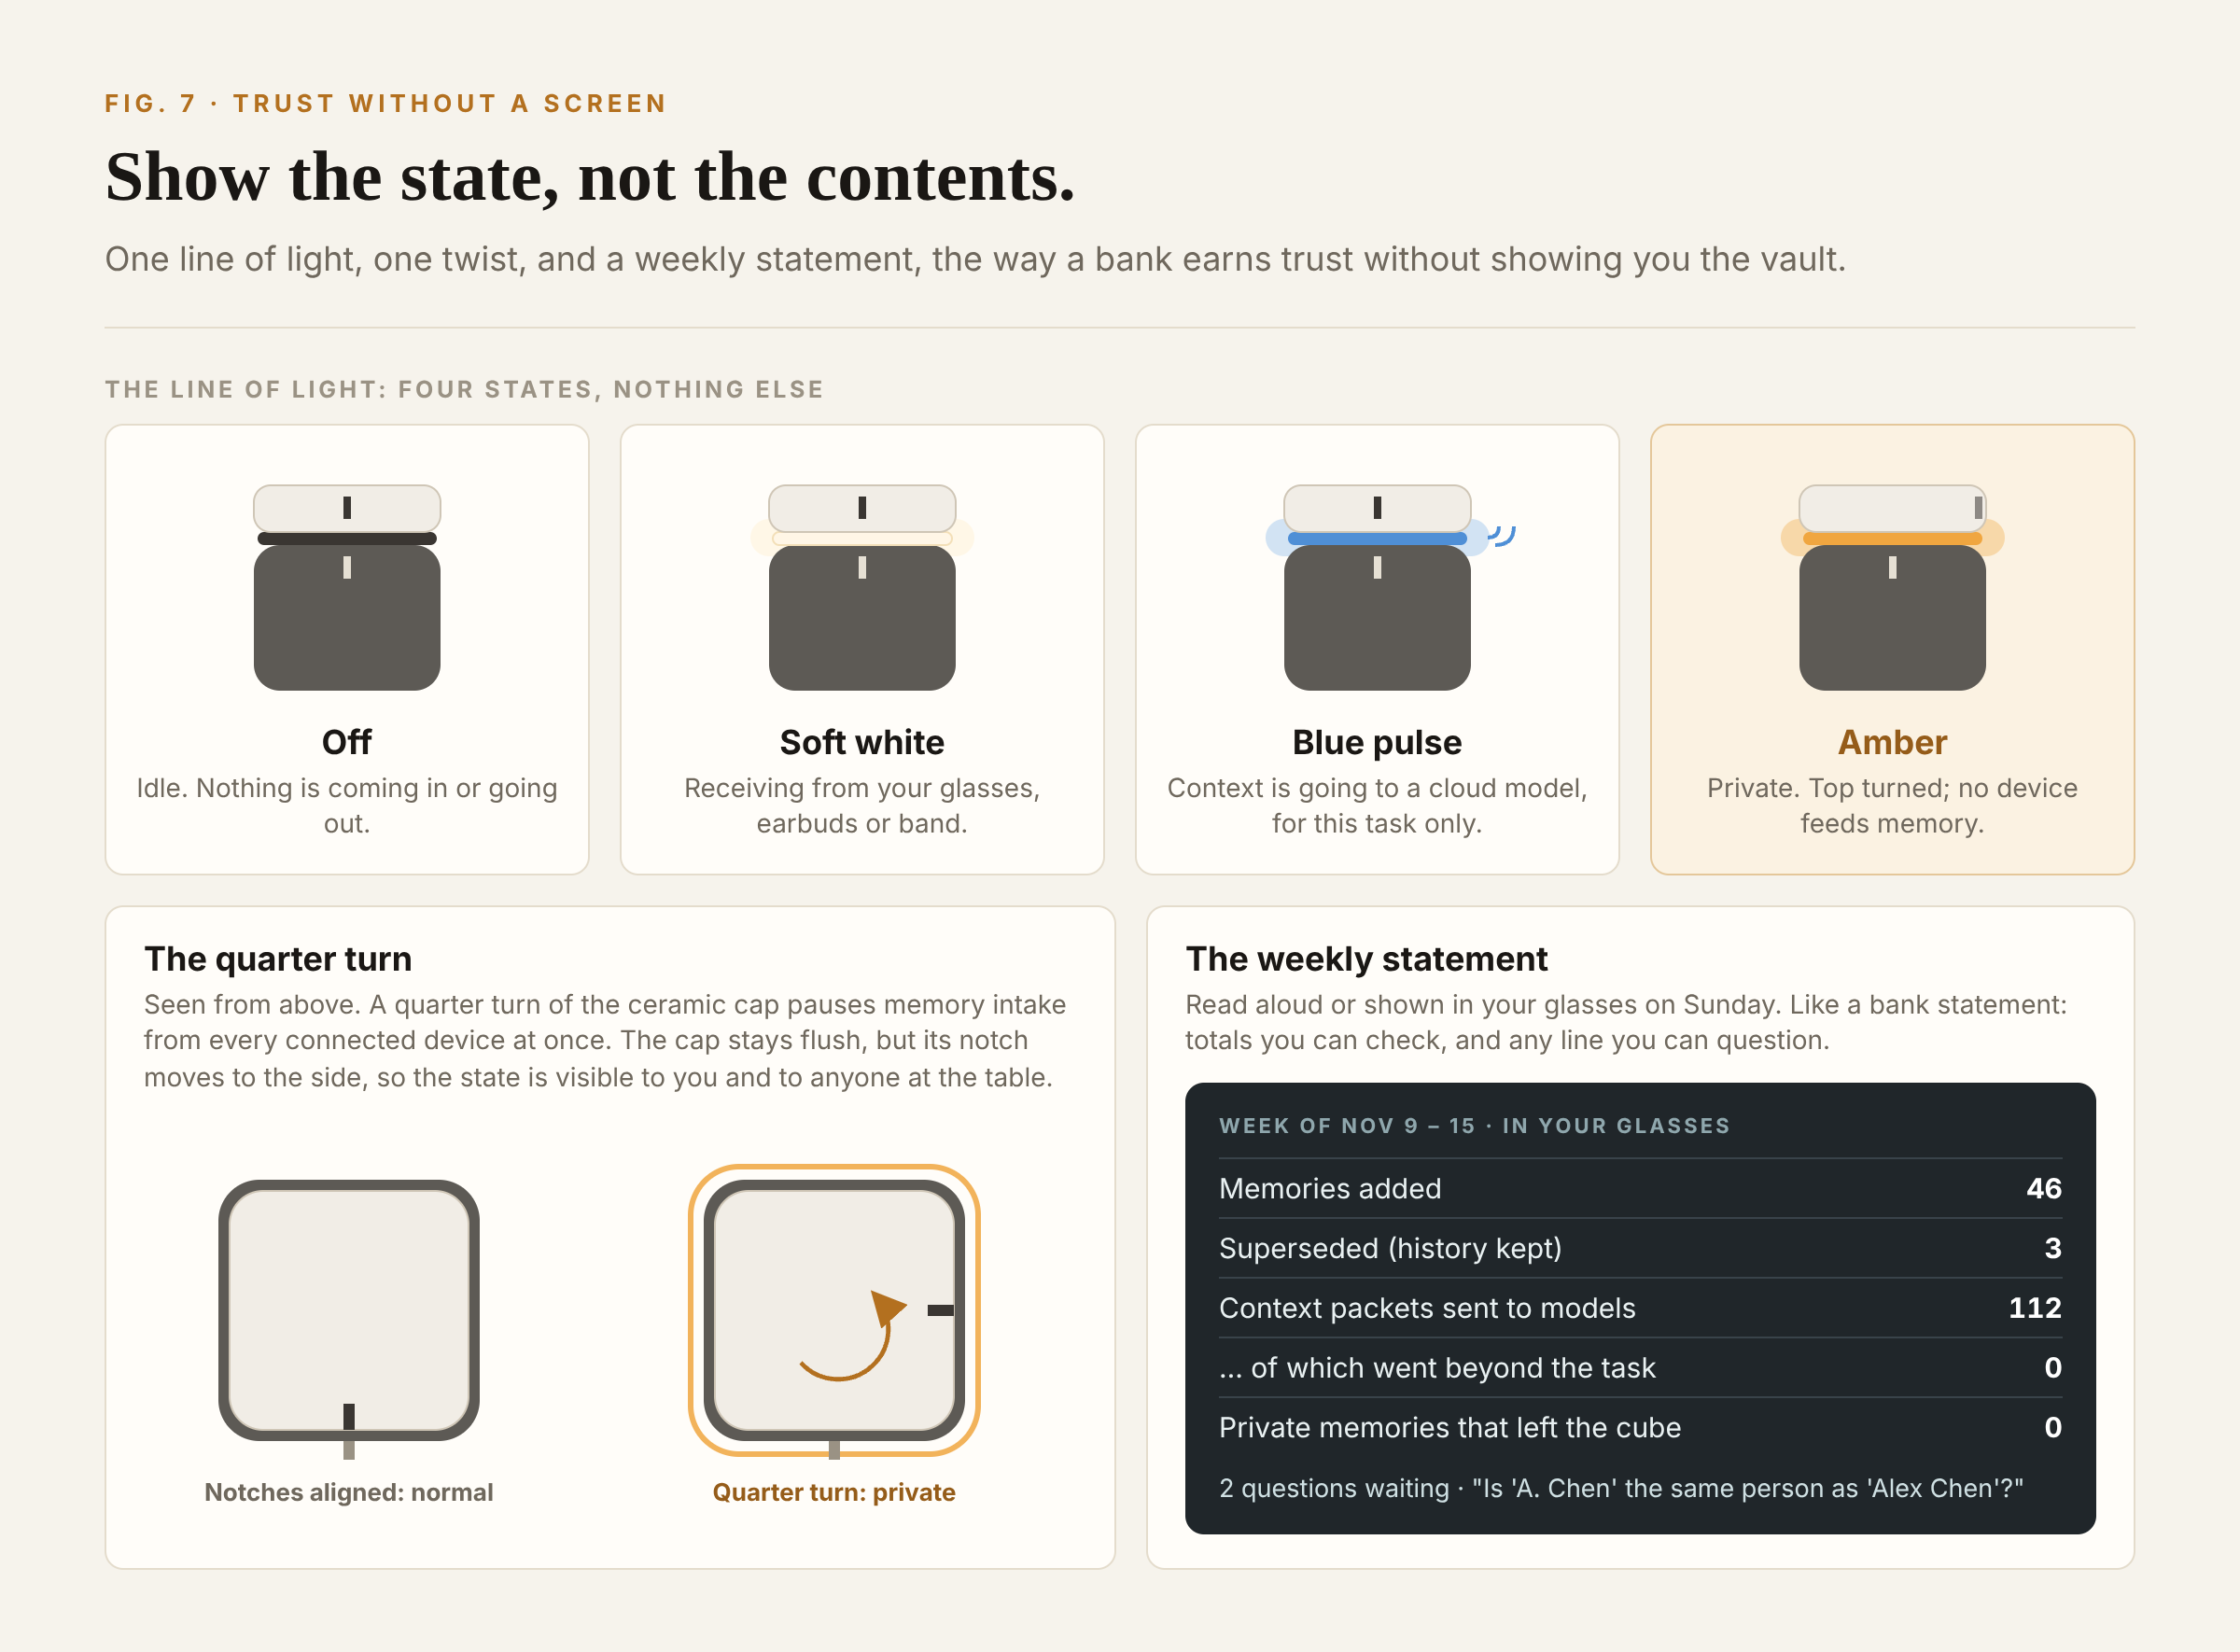 FIG. 7 · TRUST WITHOUT A SCREEN
Show the state, not the contents.
One line of light, one twist, and a weekly statement, the way a bank earns trust without showing you the vault.
THE LINE OF LIGHT: FOUR STATES, NOTHING ELSE
Off
Idle. Nothing is coming in or going
out.
Soft white
Receiving from your glasses,
earbuds or band.
Blue pulse
Context is going to a cloud model,
for this task only.
Amber
Private. Top turned; no device
feeds memory.
The quarter turn
Seen from above. A quarter turn of the ceramic cap pauses memory intake
from every connected device at once. The cap stays flush, but its notch
moves to the side, so the state is visible to you and to anyone at the table.
Notches aligned: normal
Quarter turn: private
The weekly statement
Read aloud or shown in your glasses on Sunday. Like a bank statement:
totals you can check, and any line you can question.
WEEK OF NOV 9 – 15 · IN YOUR GLASSES
Memories added 46
Superseded (history kept) 3
Context packets sent to models 112
... of which went beyond the task 0
Private memories that left the cube 0
2 questions waiting · "Is 'A. Chen' the same person as 'Alex Chen'?"